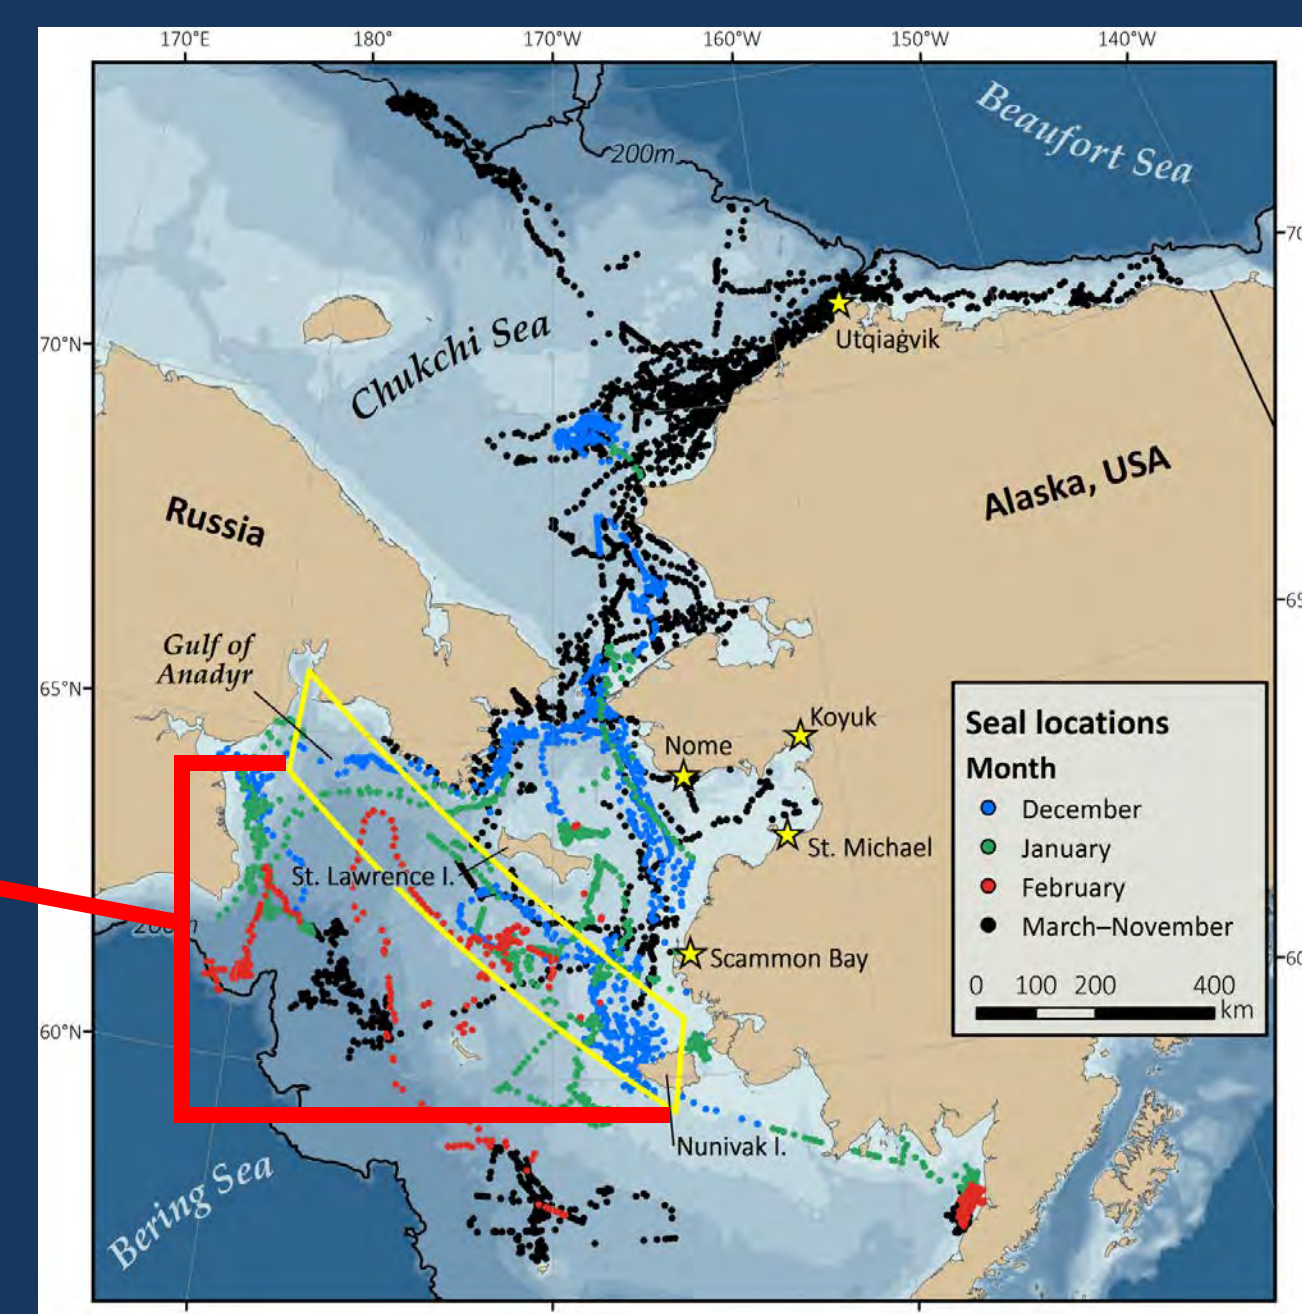 170°E 180° 170°W 160°W 150°W 140°W
Beaufort Sea
200m
Utqiaġvik
Chukchi Sea
70°N
Alaska, USA
Russia
Gulf of
Anadyr
65°N
Koyuk
Nome
St. Michael
St. Lawrence I.
Scammon Bay
60°N
Nunivak I.
Bering Sea
Seal locations
Month
December
January
February
March–November
0 100 200 400
km